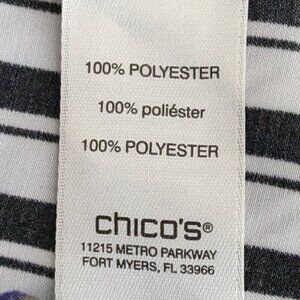 100% POLYESTER
100% poliéster
100% POLYESTER
chico's®
11215 METRO PARKWAY
FORT MYERS, FL 33966